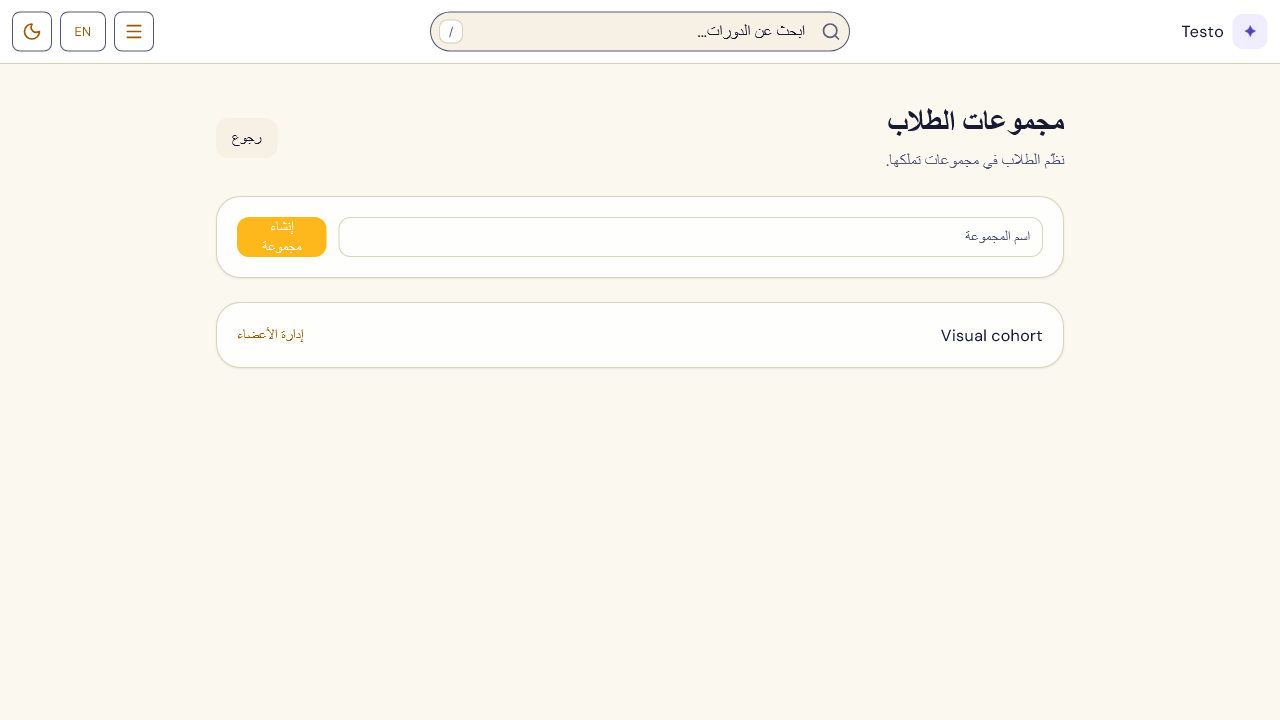 Testo
ابحث عن الدورات...
/
EN
مجموعات الطلاب
نظّم الطلاب في مجموعات تملكها.
رجوع
اسم المجموعة
إنشاء
مجموعة
Visual cohort
إدارة الأعضاء